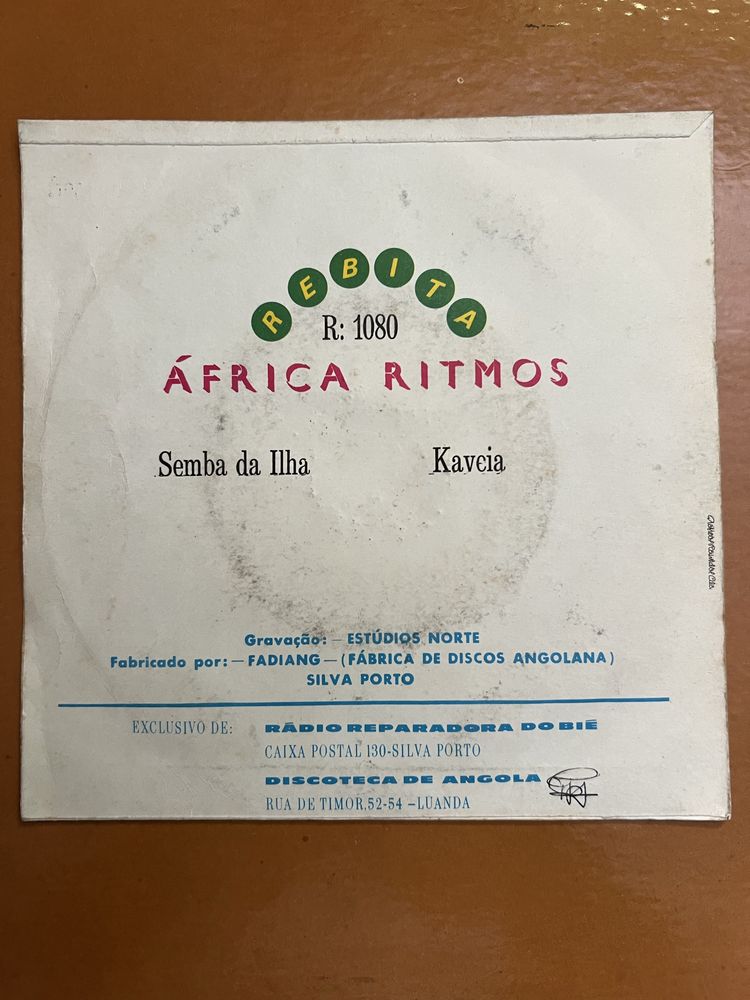 REBITA
R: 1080
ÁFRICA RITMOS
Semba da Ilha Kaveia
Gravação: — ESTÚDIOS NORTE
Fabricado por: — FADIANG — (FÁBRICA DE DISCOS ANGOLANA)
SILVA PORTO
EXCLUSIVO DE: RÁDIO REPARADORA DO BIÉ
CAIXA POSTAL 130-SILVA PORTO
DISCOTECA DE ANGOLA
RUA DE TIMOR,52-54 –LUANDA